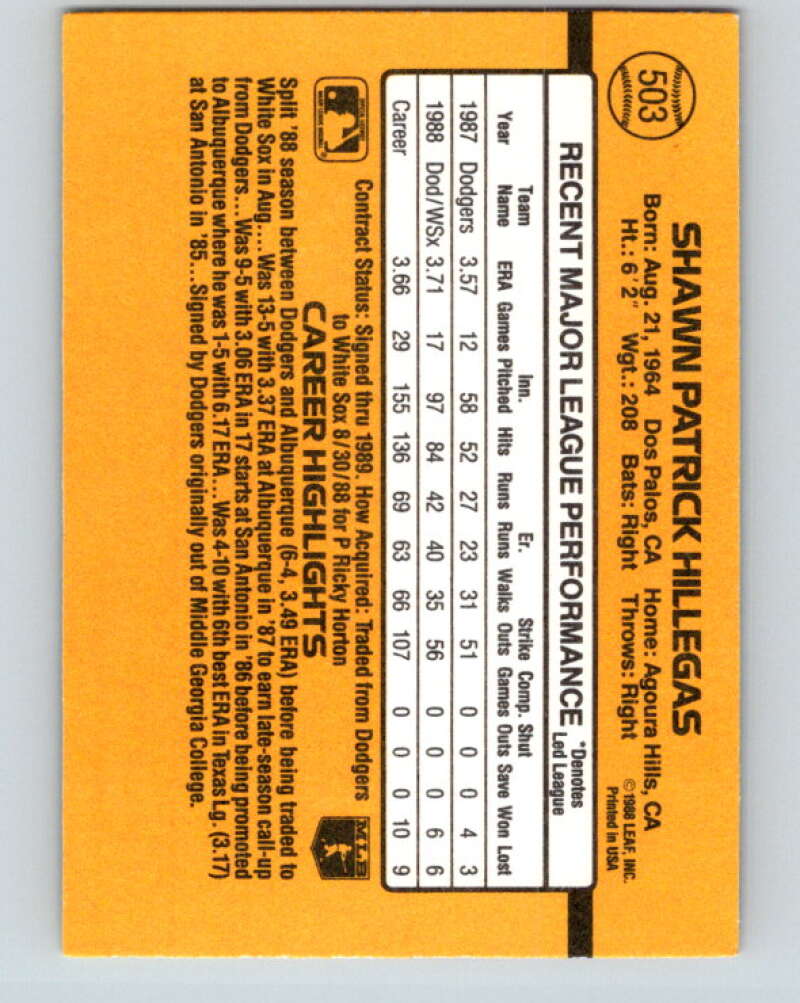 503
SHAWN PATRICK HILLEGAS
Born: Aug. 21, 1964 Dos Palos, CA Home: Agoura Hills, CA
Ht.: 6'2" Wgt.: 208 Bats: Right Throws: Right
© 1988 LEAF, INC.
Printed in USA
RECENT MAJOR LEAGUE PERFORMANCE
*Denotes
Led League
Team Inn. Er. Strike Comp. Shut
Year Name ERA Games Pitched Hits Runs Runs Walks Outs Games Outs Save Won Lost
1987 Dodgers 3.57 12 58 52 27 23 31 51 0 0 0 4 3
1988 Dod/WSx 3.71 17 97 84 42 40 35 56 0 0 0 6 6
Career 3.66 29 155 136 69 63 66 107 0 0 0 10 9
Contract Status: Signed thru 1989. How Acquired: Traded from Dodgers
to White Sox 8/30/88 for P Ricky Horton
MLB
CAREER HIGHLIGHTS
Split '88 season between Dodgers and Albuquerque (6-4, 3.49 ERA) before being traded to
White Sox in Aug.... Was 13-5 with 3.37 ERA at Albuquerque in '87 to earn late-season call-up
from Dodgers... Was 9-5 with 3.06 ERA in 17 starts at San Antonio in '86 before being promoted
to Albuquerque where he was 1-5 with 6.17 ERA... Was 4-10 with 6th best ERA in Texas Lg. (3.17)
at San Antonio in '85...Signed by Dodgers originally out of Middle Georgia College.